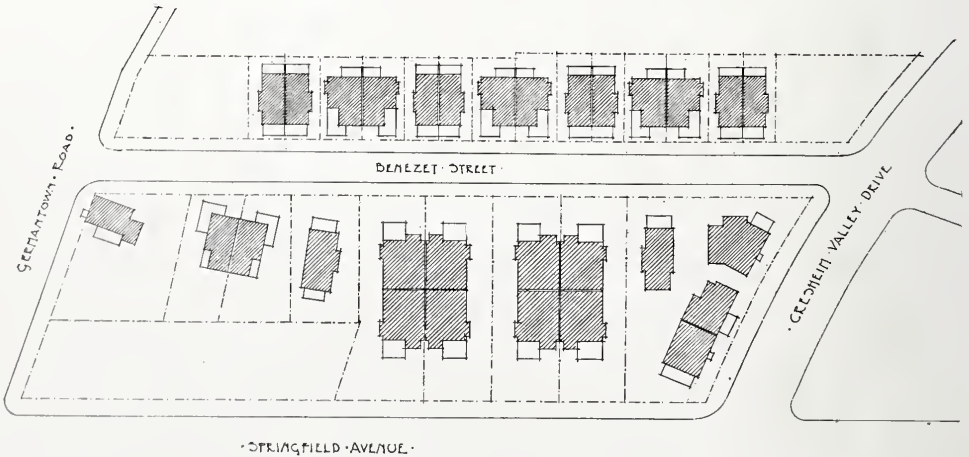 BENEZET · STREET ·
GERMANTOWN · ROAD ·
· CRESHEIM · VALLEY · DRIVE
· SPRINGFIELD · AVENUE ·